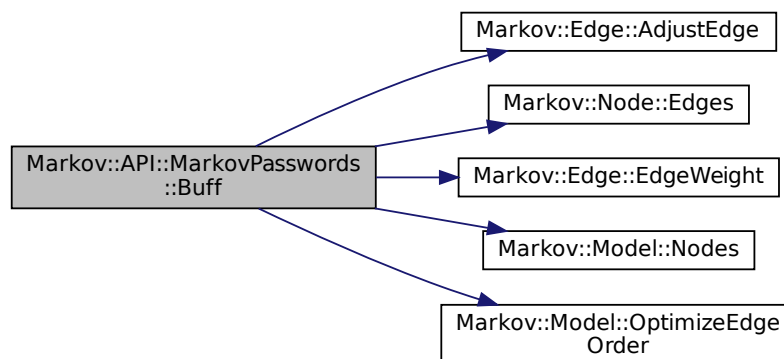 Markov::API::MarkovPasswords
::Buff
Markov::Edge::AdjustEdge
Markov::Node::Edges
Markov::Edge::EdgeWeight
Markov::Model::Nodes
Markov::Model::OptimizeEdge
Order